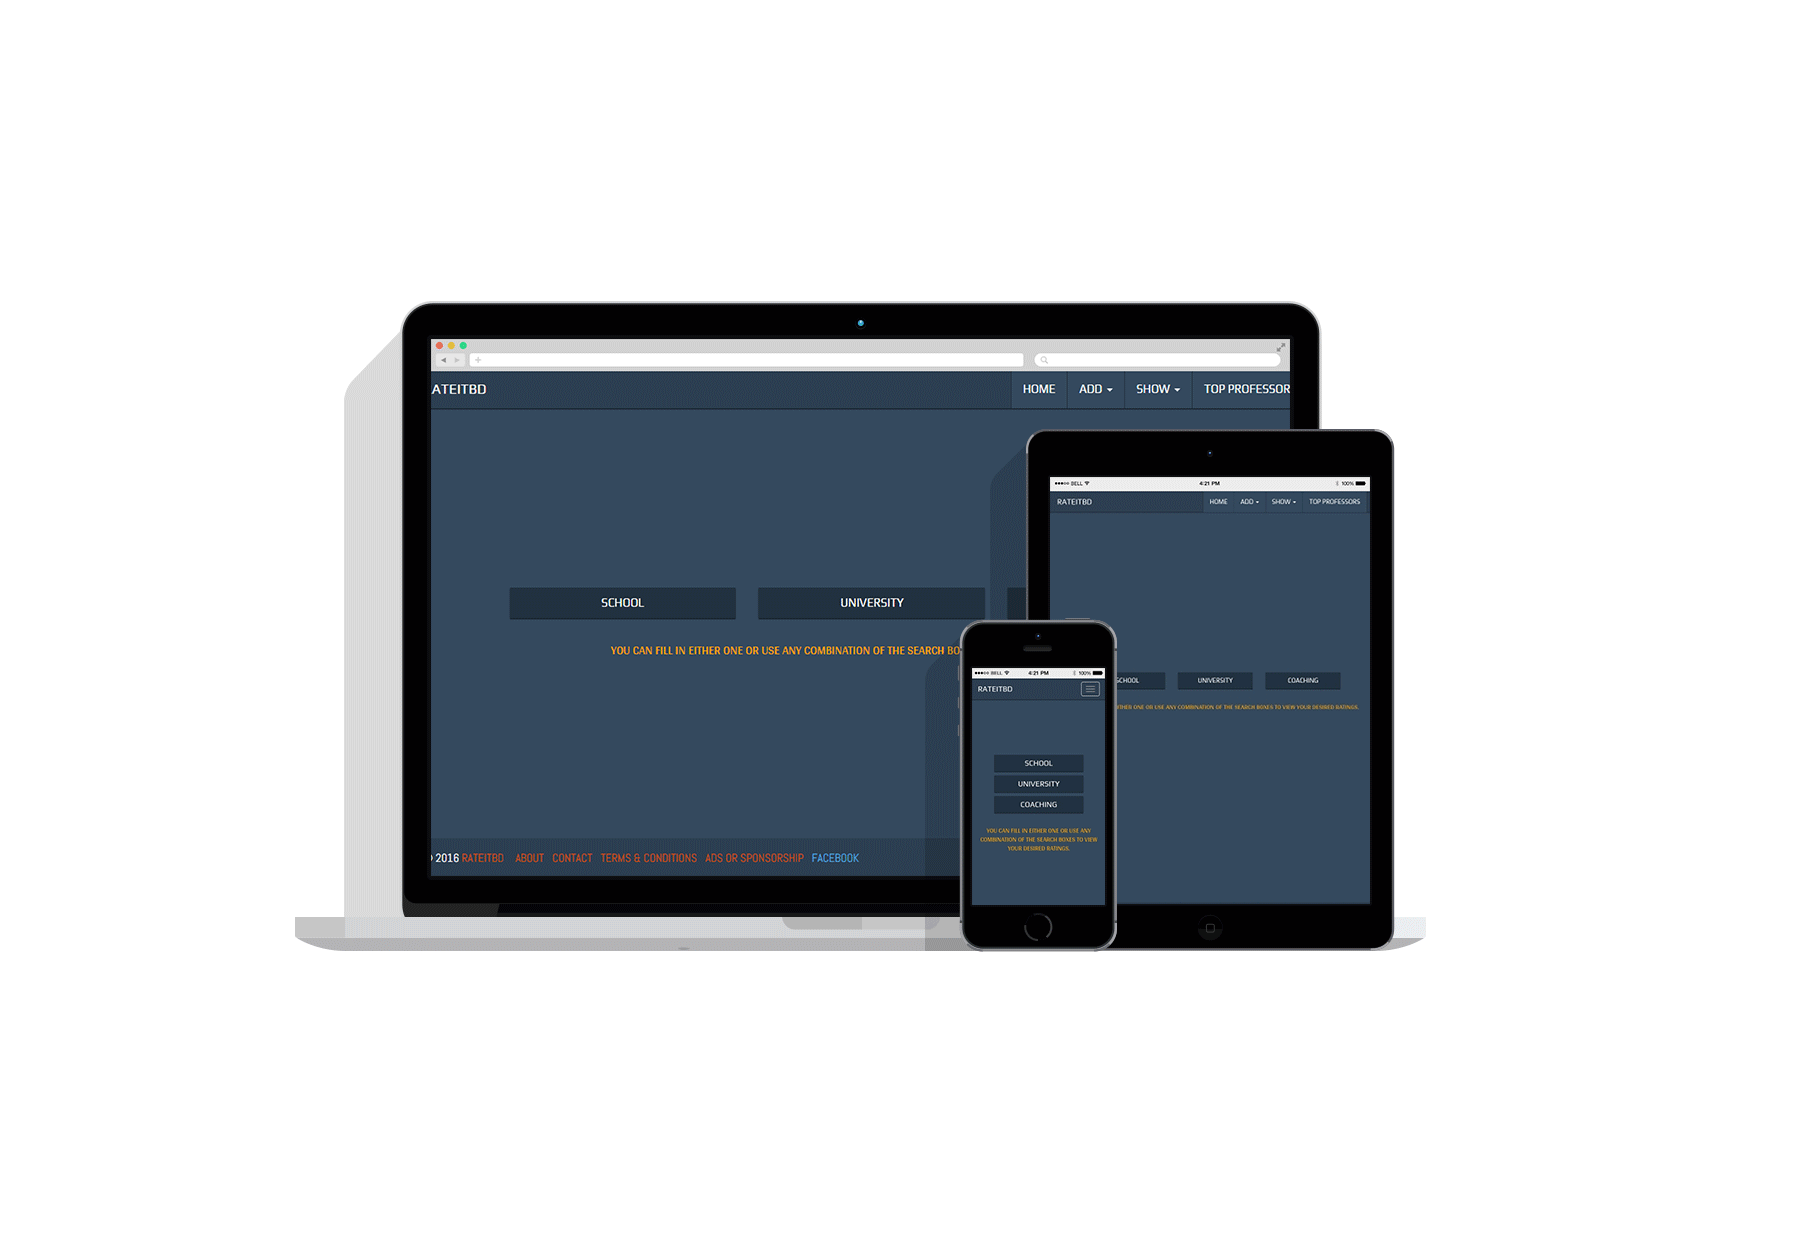 ATEITBD HOME ADD SHOW TOP PROFESSOR
SCHOOL UNIVERSITY
YOU CAN FILL IN EITHER ONE OR USE ANY COMBINATION OF THE SEARCH BO
© 2016 RATEITBD ABOUT CONTACT TERMS & CONDITIONS ADS OR SPONSORSHIP FACEBOOK
BELL 4:21 PM 100%
RATEITBD HOME ADD SHOW TOP PROFESSORS
SCHOOL UNIVERSITY COACHING
ITHER ONE OR USE ANY COMBINATION OF THE SEARCH BOXES TO VIEW YOUR DESIRED RATINGS.
BELL 4:21 PM 100%
RATEITBD
SCHOOL
UNIVERSITY
COACHING
YOU CAN FILL IN EITHER ONE OR USE ANY
COMBINATION OF THE SEARCH BOXES TO VIEW
YOUR DESIRED RATINGS.